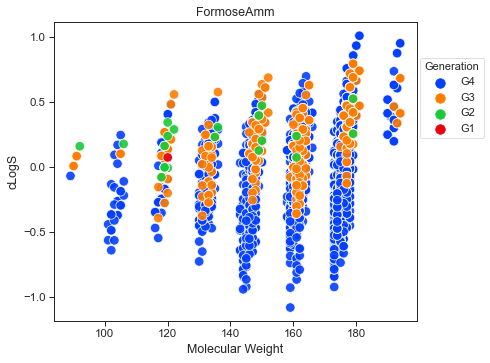 FormoseAmm
1.0
0.5
0.0
−0.5
−1.0
cLogS
100
120
140
160
180
Molecular Weight
Generation
G4
G3
G2
G1